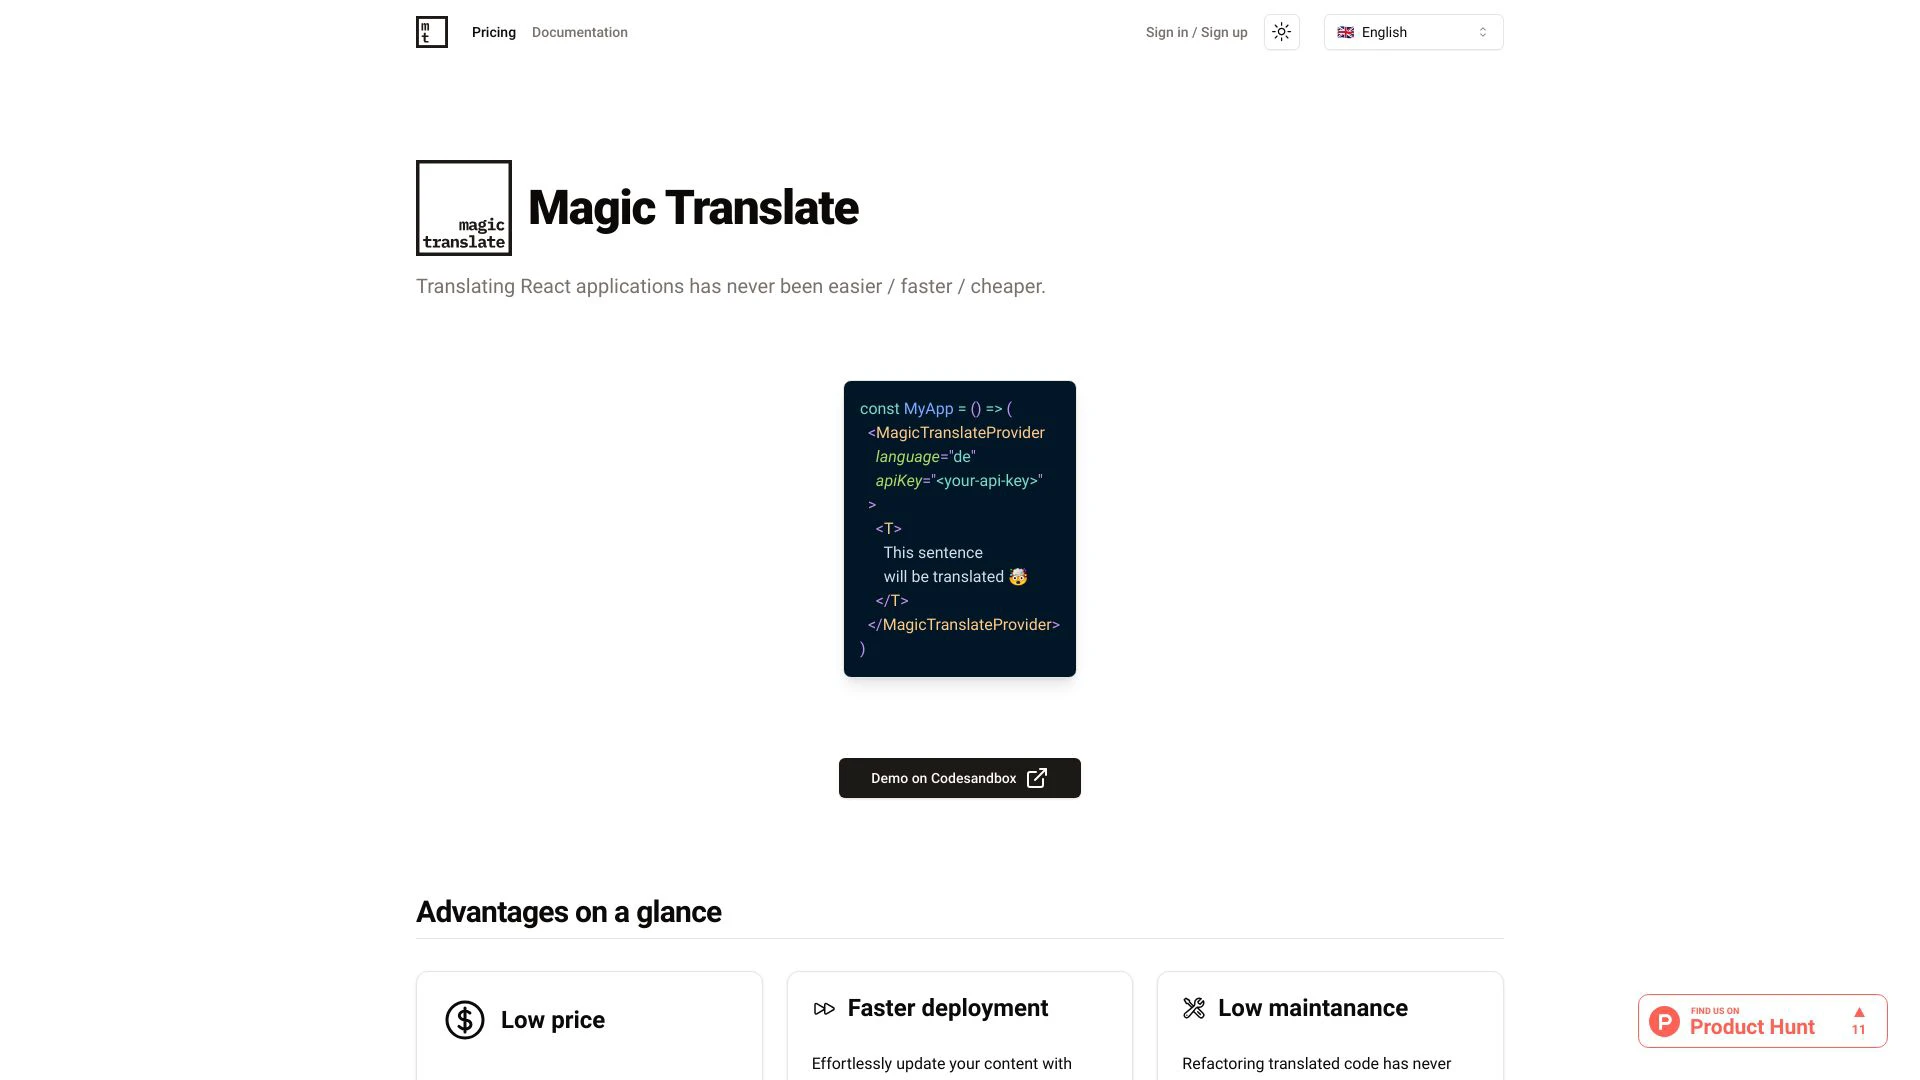 m
t
Pricing
Documentation
Sign in / Sign up
English
magic
translate
Magic Translate
Translating React applications has never been easier / faster / cheaper.
const MyApp = () => (
<MagicTranslateProvider
language="de"
apiKey="<your-api-key>"
>
<T>
This sentence
will be translated 🤯
</T>
</MagicTranslateProvider>
)
Demo on Codesandbox
Advantages on a glance
Low price
Faster deployment
Effortlessly update your content with
Low maintanance
Refactoring translated code has never
P
FIND US ON
Product Hunt
11